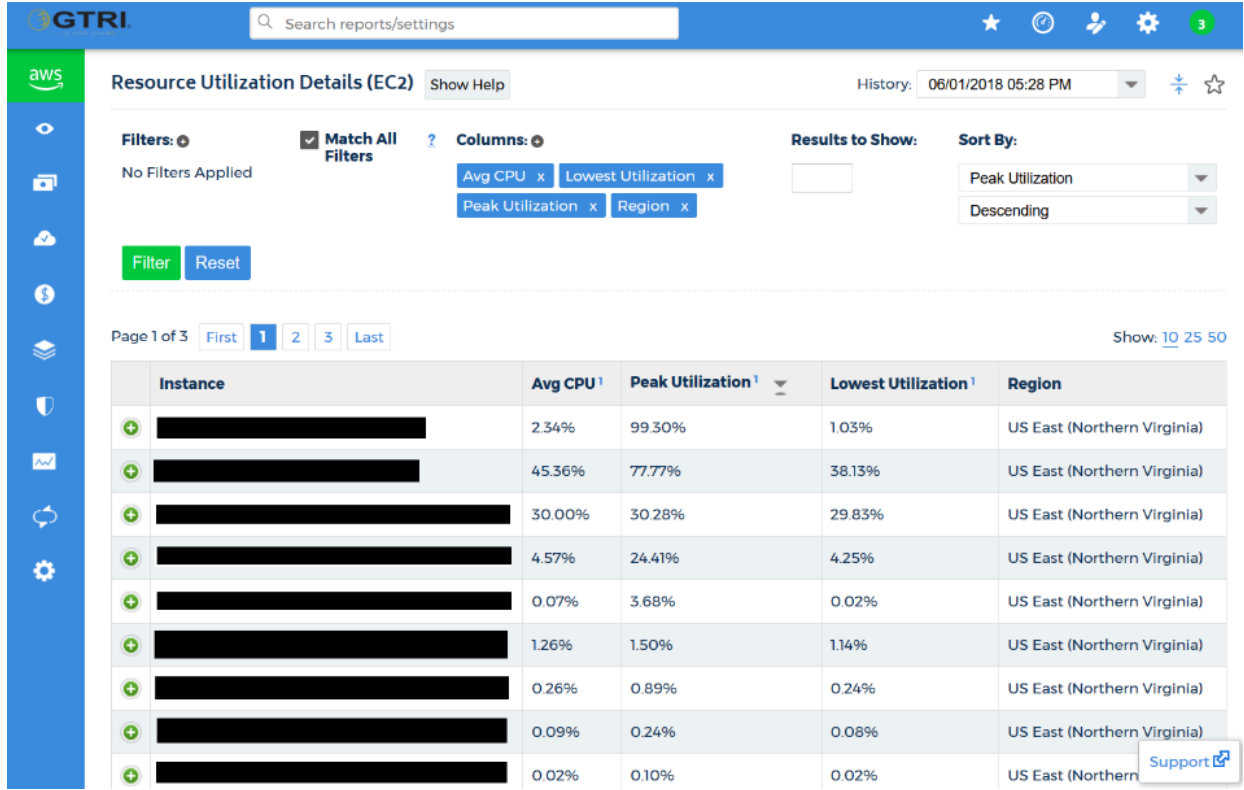 GTRI.
Search reports/settings
3
aws
Resource Utilization Details (EC2) Show Help
History: 06/01/2018 05:28 PM
Filters:
No Filters Applied
Match All
Filters
?
Columns:
Avg CPU x Lowest Utilization x
Peak Utilization x Region x
Results to Show:
Sort By:
Peak Utilization
Descending
Filter Reset
Page 1 of 3 First 1 2 3 Last
Show: 10 25 50
Instance Avg CPU 1 Peak Utilization 1 Lowest Utilization 1 Region
2.34% 99.30% 1.03% US East (Northern Virginia)
45.36% 77.77% 38.13% US East (Northern Virginia)
30.00% 30.28% 29.83% US East (Northern Virginia)
4.57% 24.41% 4.25% US East (Northern Virginia)
0.07% 3.68% 0.02% US East (Northern Virginia)
1.26% 1.50% 1.14% US East (Northern Virginia)
0.26% 0.89% 0.24% US East (Northern Virginia)
0.09% 0.24% 0.08% US East (Northern Virginia)
0.02% 0.10% 0.02% US East (Northern
Support